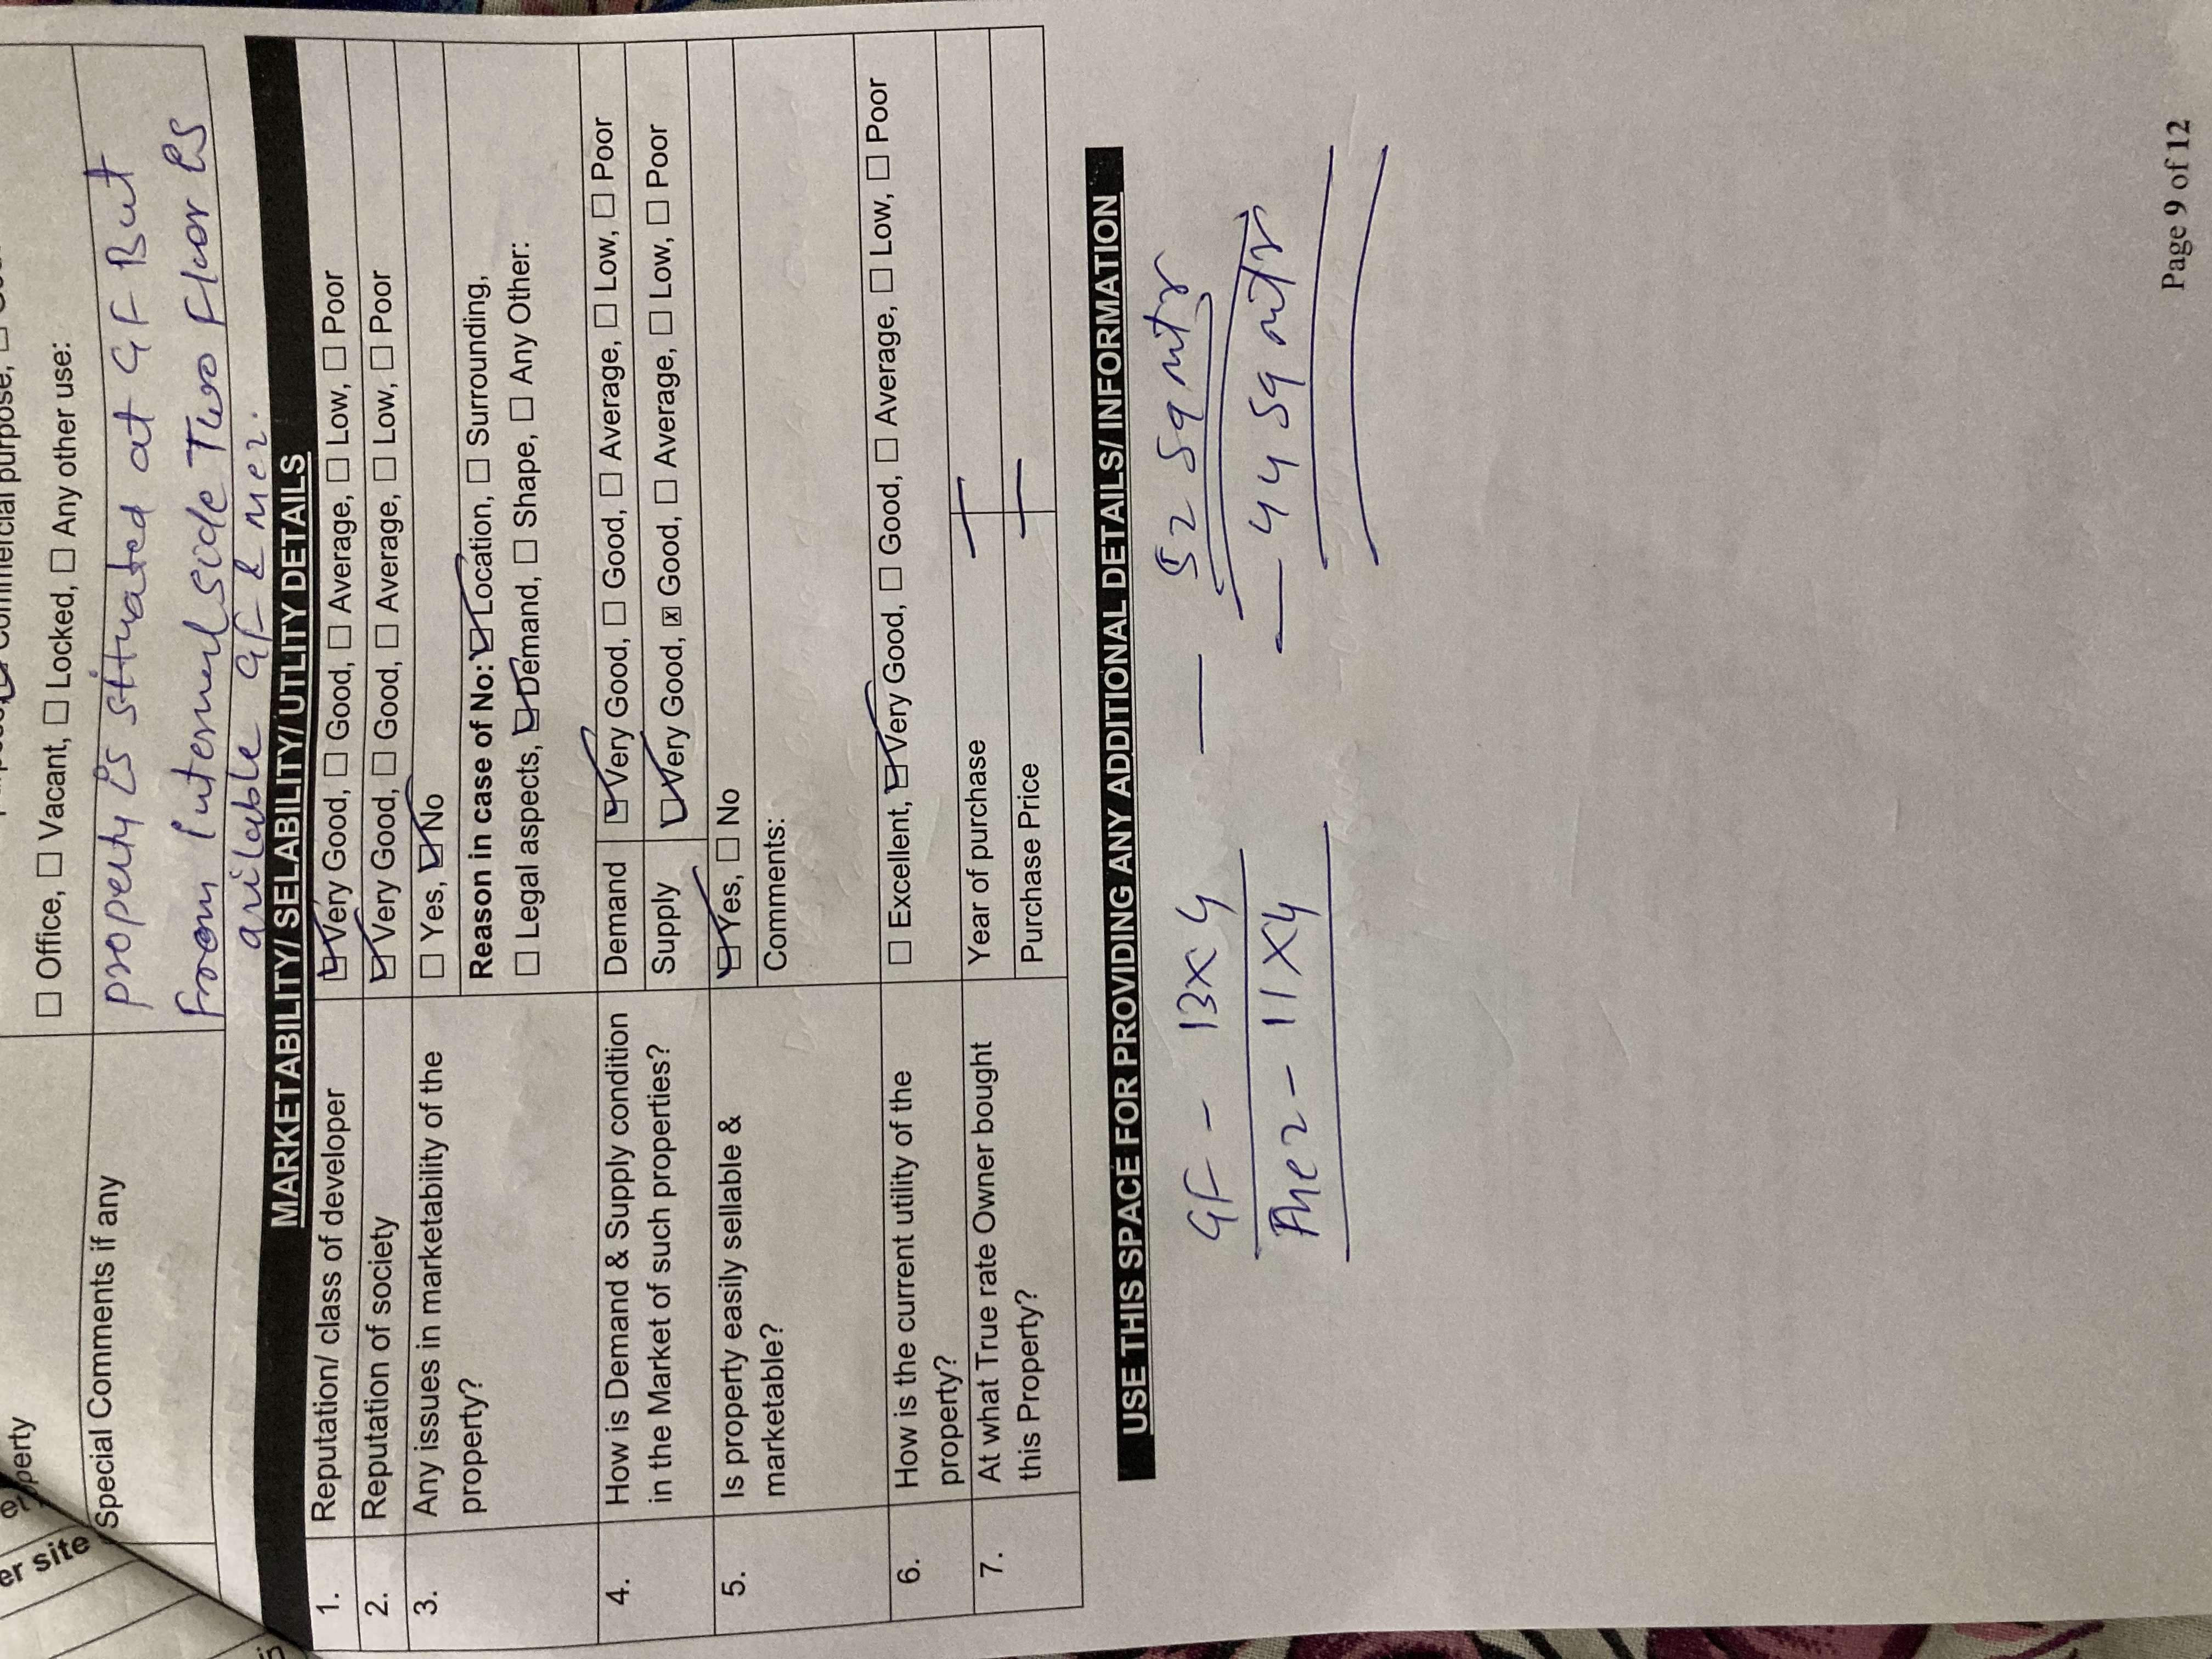 Commercial purpose,
☐ Office, ☐ Vacant, ☐ Locked, ☐ Any other use:
property
er site
Special Comments if any
property is situated at GF But
from internal side Two Floor is
avilable GF & mez.
MARKETABILITY/ SELABILITY/ UTLITY DETAILS
1. Reputation/ class of developer ☑ Very Good, ☐ Good, ☐ Average, ☐ Low, ☐ Poor
2. Reputation of society ☑ Very Good, ☐ Good, ☐ Average, ☐ Low, ☐ Poor
3. Any issues in marketability of the property? ☐ Yes, ☑ No
Reason in case of No: ☑ Location, ☐ Surrounding,
☐ Legal aspects, ☑ Demand, ☐ Shape, ☐ Any Other:
4. How is Demand & Supply condition in the Market of such properties?
Demand ☑ Very Good, ☐ Good, ☐ Average, ☐ Low, ☐ Poor
Supply ☑ Very Good, ☒ Good, ☐ Average, ☐ Low, ☐ Poor
5. Is property easily sellable & marketable? ☑ Yes, ☐ No
Comments:
6. How is the current utility of the property? ☐ Excellent, ☑ Very Good, ☐ Good, ☐ Average, ☐ Low, ☐ Poor
7. At what True rate Owner bought this Property?
Year of purchase —
Purchase Price —
USE THIS SPACE FOR PROVIDING ANY ADDITIONAL DETAILS/ INFORMATION
GF - 13X4 — 52 Sq mtr
Mez - 11X4 — 44 Sq mtr
Page 9 of 12